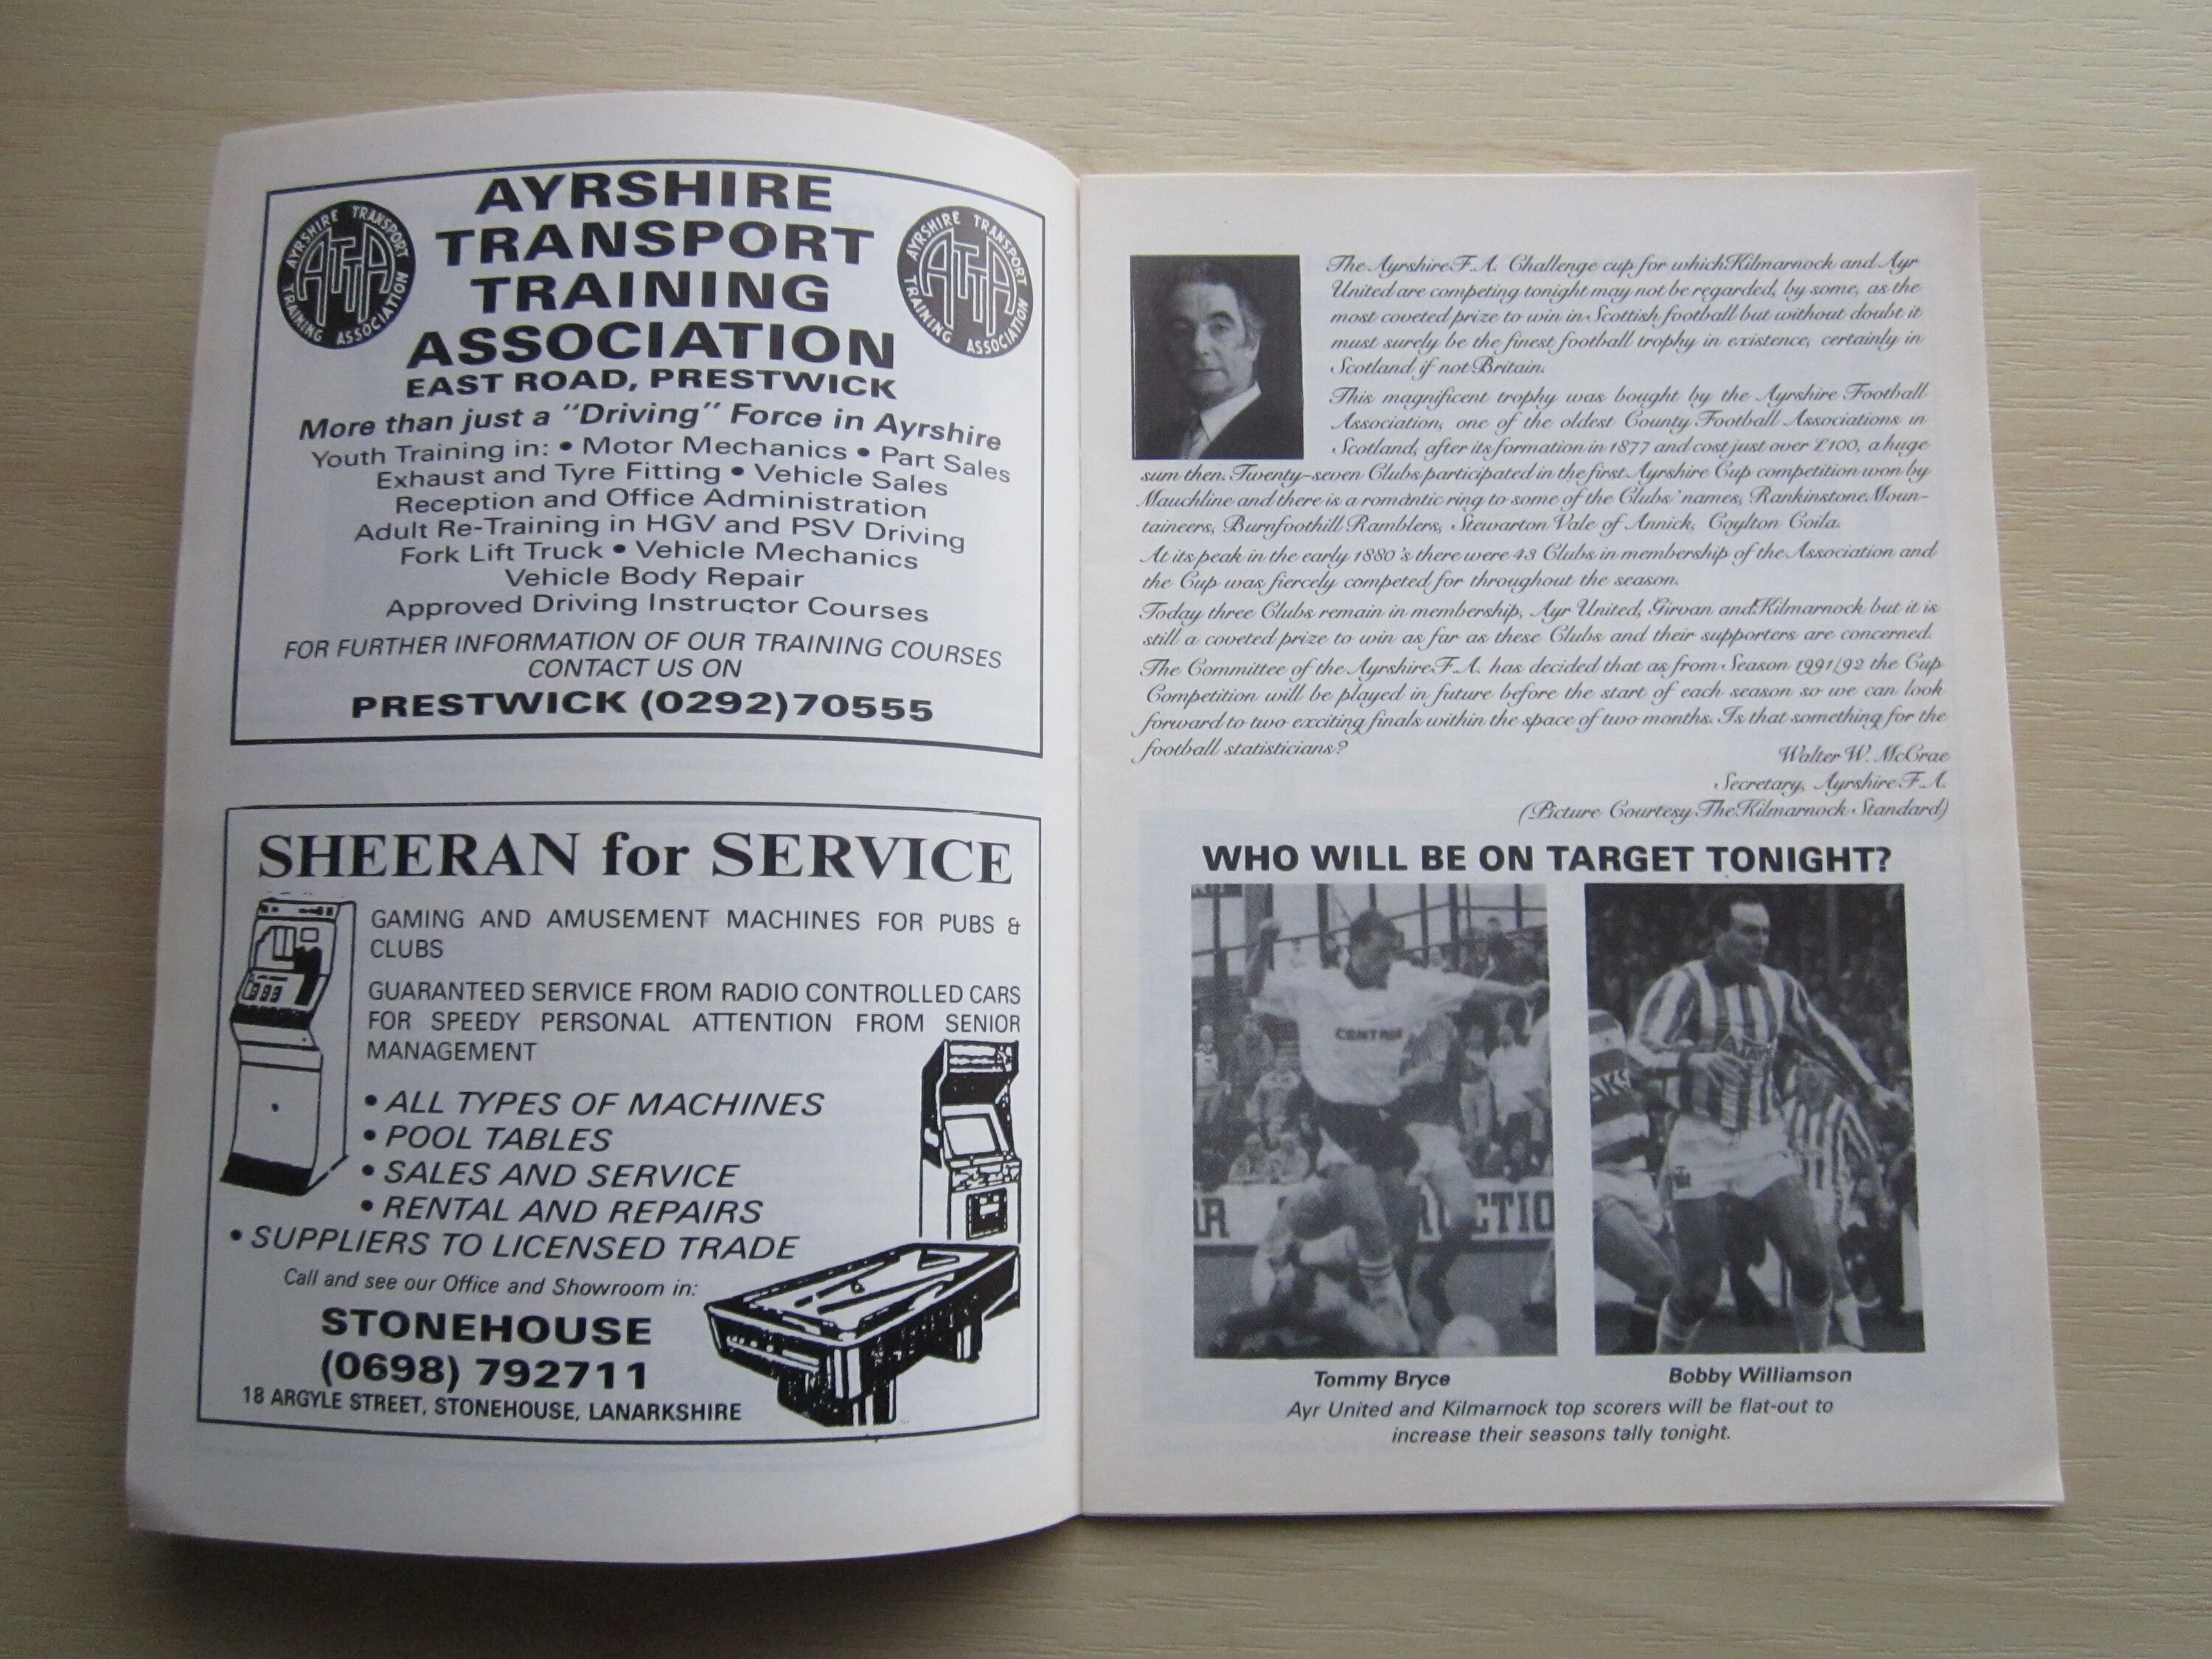 AYRSHIRE
TRANSPORT
TRAINING
ASSOCIATION
AYRSHIRE TRANSPORT TRAINING ASSOCIATION
ATTA
AYRSHIRE TRANSPORT TRAINING ASSOCIATION
ATTA
EAST ROAD, PRESTWICK
More than just a "Driving" Force in Ayrshire
Youth Training in: • Motor Mechanics • Part Sales
Exhaust and Tyre Fitting • Vehicle Sales
Reception and Office Administration
Adult Re-Training in HGV and PSV Driving
Fork Lift Truck • Vehicle Mechanics
Vehicle Body Repair
Approved Driving Instructor Courses
FOR FURTHER INFORMATION OF OUR TRAINING COURSES
CONTACT US ON
PRESTWICK (0292)70555
SHEERAN for SERVICE
GAMING AND AMUSEMENT MACHINES FOR PUBS &
CLUBS
GUARANTEED SERVICE FROM RADIO CONTROLLED CARS
FOR SPEEDY PERSONAL ATTENTION FROM SENIOR
MANAGEMENT
• ALL TYPES OF MACHINES
• POOL TABLES
• SALES AND SERVICE
• RENTAL AND REPAIRS
• SUPPLIERS TO LICENSED TRADE
Call and see our Office and Showroom in:
STONEHOUSE
(0698) 792711
18 ARGYLE STREET, STONEHOUSE, LANARKSHIRE
The Ayrshire F.A. Challenge cup for which Kilmarnock and Ayr
United are competing tonight may not be regarded, by some, as the
most coveted prize to win in Scottish football but without doubt it
must surely be the finest football trophy in existence, certainly in
Scotland if not Britain.
This magnificent trophy was bought by the Ayrshire Football
Association, one of the oldest County Football Associations in
Scotland, after its formation in 1877 and cost just over £100, a huge
sum then. Twenty-seven Clubs participated in the first Ayrshire Cup competition won by
Mauchline and there is a romantic ring to some of the Clubs' names, Rankinstone Moun-
taineers, Burnfoothill Ramblers, Stewarton Vale of Annick, Coylton Coila.
At its peak in the early 1880's there were 43 Clubs in membership of the Association and
the Cup was fiercely competed for throughout the season.
Today three Clubs remain in membership, Ayr United, Girvan and Kilmarnock but it is
still a coveted prize to win as far as these Clubs and their supporters are concerned.
The Committee of the Ayrshire F.A. has decided that as from Season 1991/92 the Cup
Competition will be played in future before the start of each season so we can look
forward to two exciting finals within the space of two months. Is that something for the
football statisticians?
Walter W. McCrae
Secretary, Ayrshire F.A.
(Picture Courtesy The Kilmarnock Standard)
WHO WILL BE ON TARGET TONIGHT?
Tommy Bryce
Bobby Williamson
Ayr United and Kilmarnock top scorers will be flat-out to
increase their seasons tally tonight.